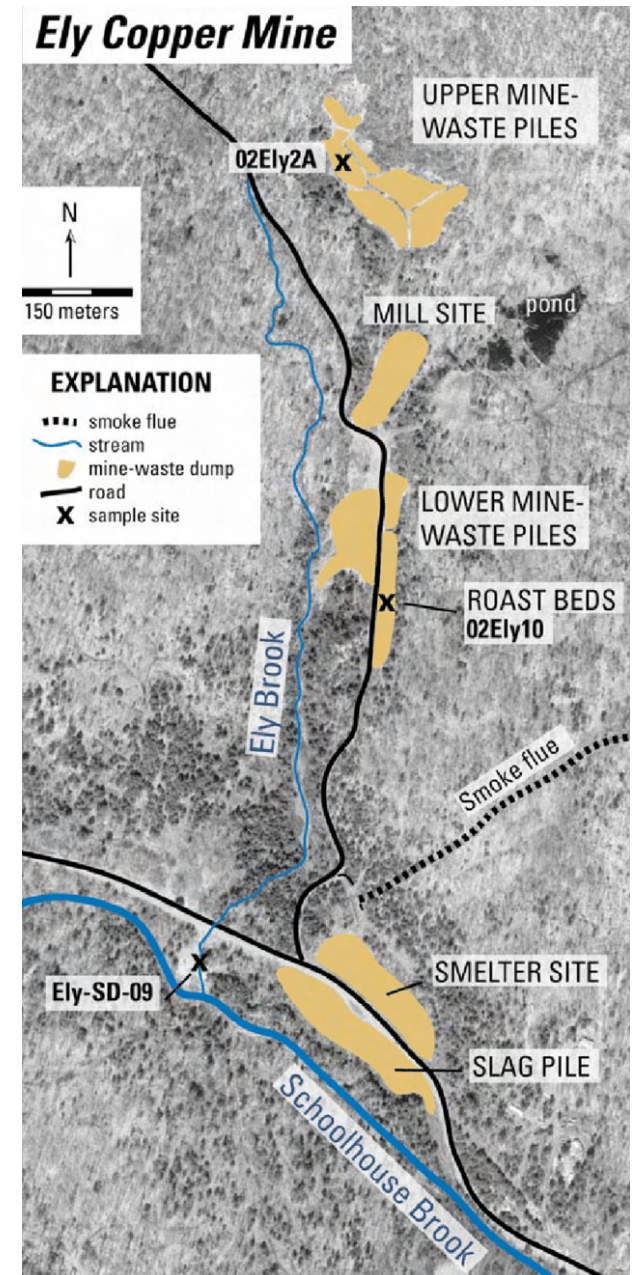 Ely Copper Mine
UPPER MINE-
WASTE PILES
02Ely2A
X
N
150 meters
MILL SITE
pond
EXPLANATION
smoke flue
stream
mine-waste dump
road
X sample site
LOWER MINE-
WASTE PILES
X
ROAST BEDS
02Ely10
Ely Brook
Smoke flue
X
Ely-SD-09
SMELTER SITE
SLAG PILE
Schoolhouse Brook